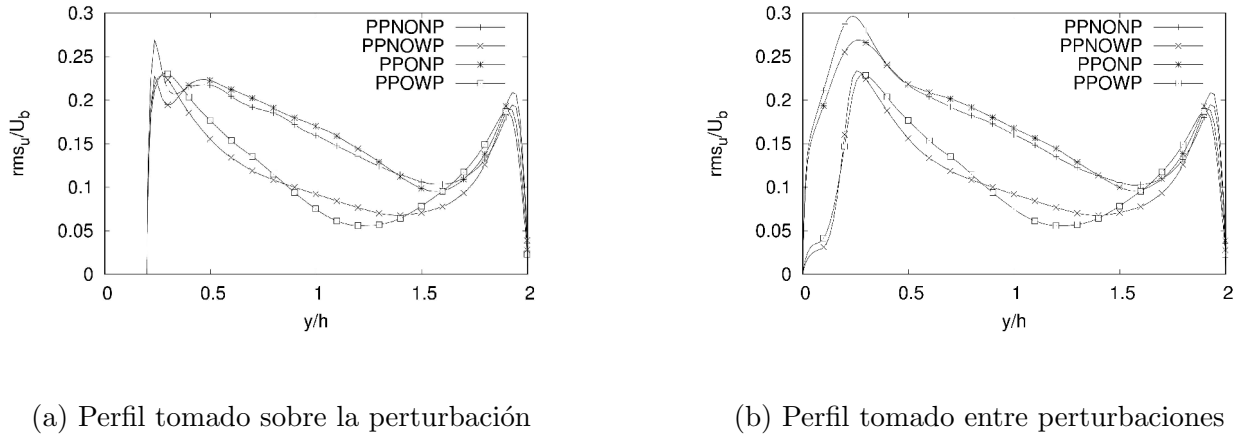 0.3
0.25
0.2
0.15
0.1
0.05
0
rms_u/U_b
0
0.5
1
1.5
2
y/h
PPNONP
PPNOWP
PPONP
PPOWP
(a) Perfil tomado sobre la perturbación
0.3
0.25
0.2
0.15
0.1
0.05
0
rms_u/U_b
0
0.5
1
1.5
2
y/h
PPNONP
PPNOWP
PPONP
PPOWP
(b) Perfil tomado entre perturbaciones